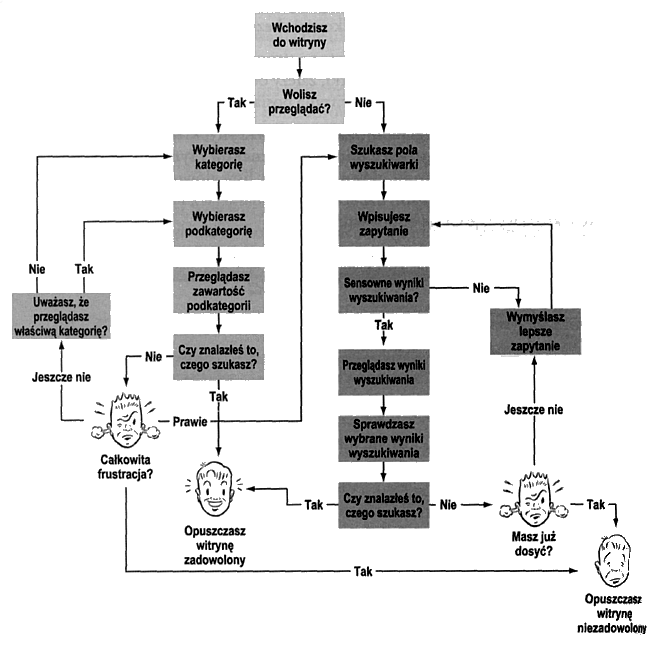 Wchodzisz
do witryny
Wolisz
przeglądać?
Tak
Nie
Wybierasz
kategorię
Szukasz pola
wyszukiwarki
Wybierasz
podkategorię
Wpisujesz
zapytanie
Nie
Tak
Przeglądasz
zawartość
podkategorii
Sensowne wyniki
wyszukiwania?
Nie
Uważasz, że
przeglądasz
właściwą kategorię?
Wymyślasz
lepsze
zapytanie
Tak
Czy znalazłeś to,
czego szukasz?
Nie
Przeglądasz wyniki
wyszukiwania
Jeszcze nie
Tak
Jeszcze nie
Prawie
Sprawdzasz
wybrane wyniki
wyszukiwania
Całkowita
frustracja?
Czy znalazłeś to,
czego szukasz?
Tak
Nie
Tak
Opuszczasz
witrynę
zadowolony
Masz już
dosyć?
Tak
Opuszczasz
witrynę
niezadowolony